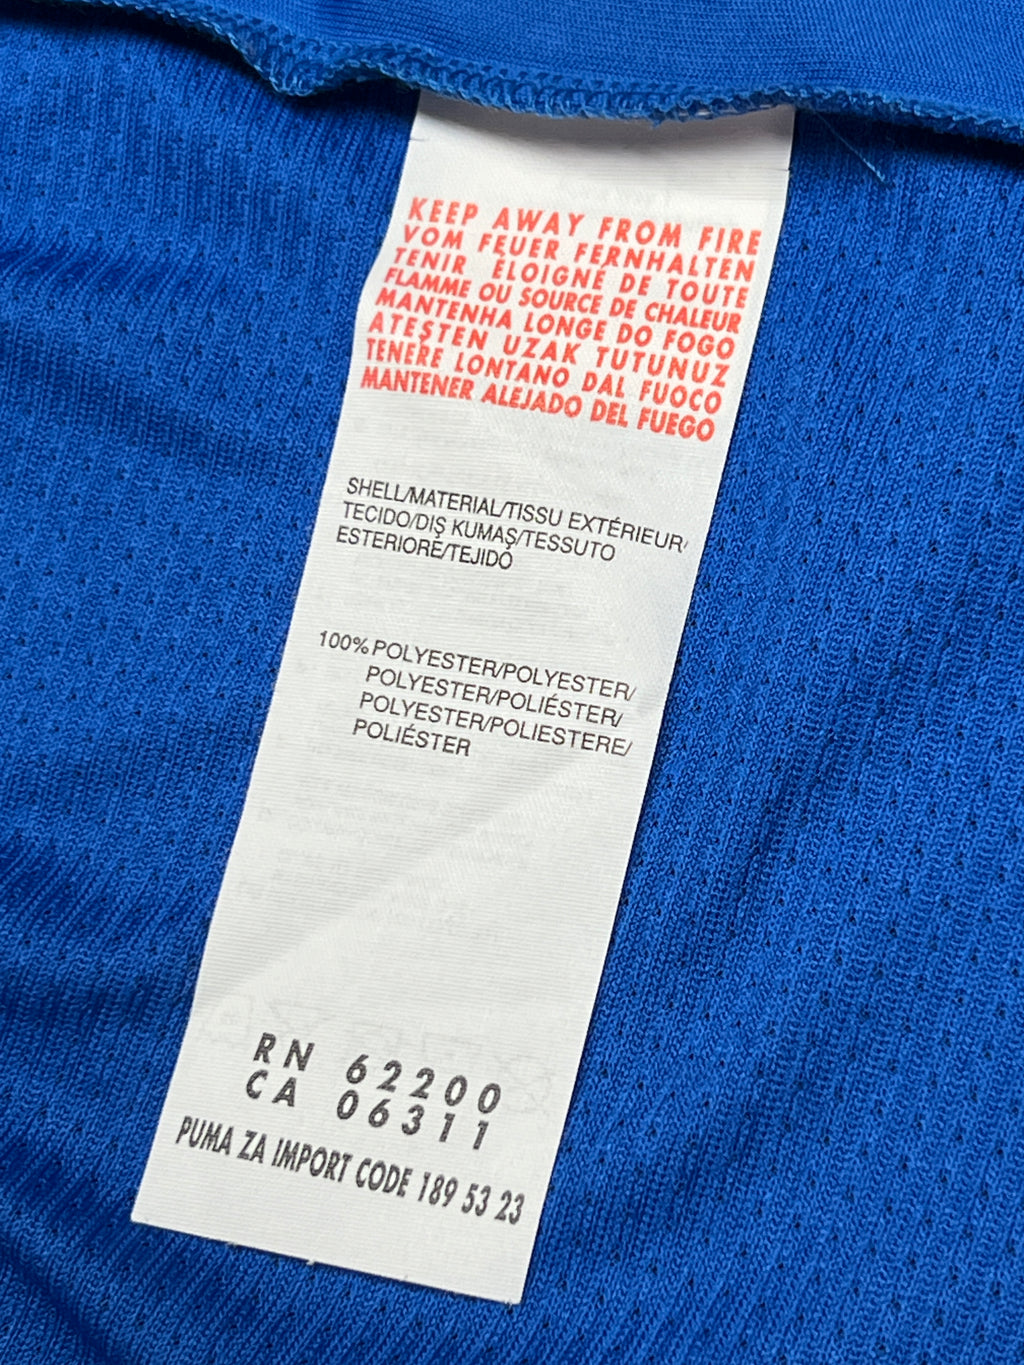 KEEP AWAY FROM FIRE
VOM FEUER FERNHALTEN
TENIR ÉLOIGNÉ DE TOUTE
FLAMME OU SOURCE DE CHALEUR
MANTENHA LONGE DO FOGO
ATEŞTEN UZAK TUTUNUZ
TENERE LONTANO DAL FUOCO
MANTENER ALEJADO DEL FUEGO
SHELL/MATERIAL/TISSU EXTÉRIEUR/
TECIDO/DIŞ KUMAŞ/TESSUTO
ESTERIORE/TEJIDO
100% POLYESTER/POLYESTER/
POLYESTER/POLIÉSTER/
POLYESTER/POLIESTERE/
POLIÉSTER
RN 62200
CA 06311
PUMA ZA IMPORT CODE 189 53 23